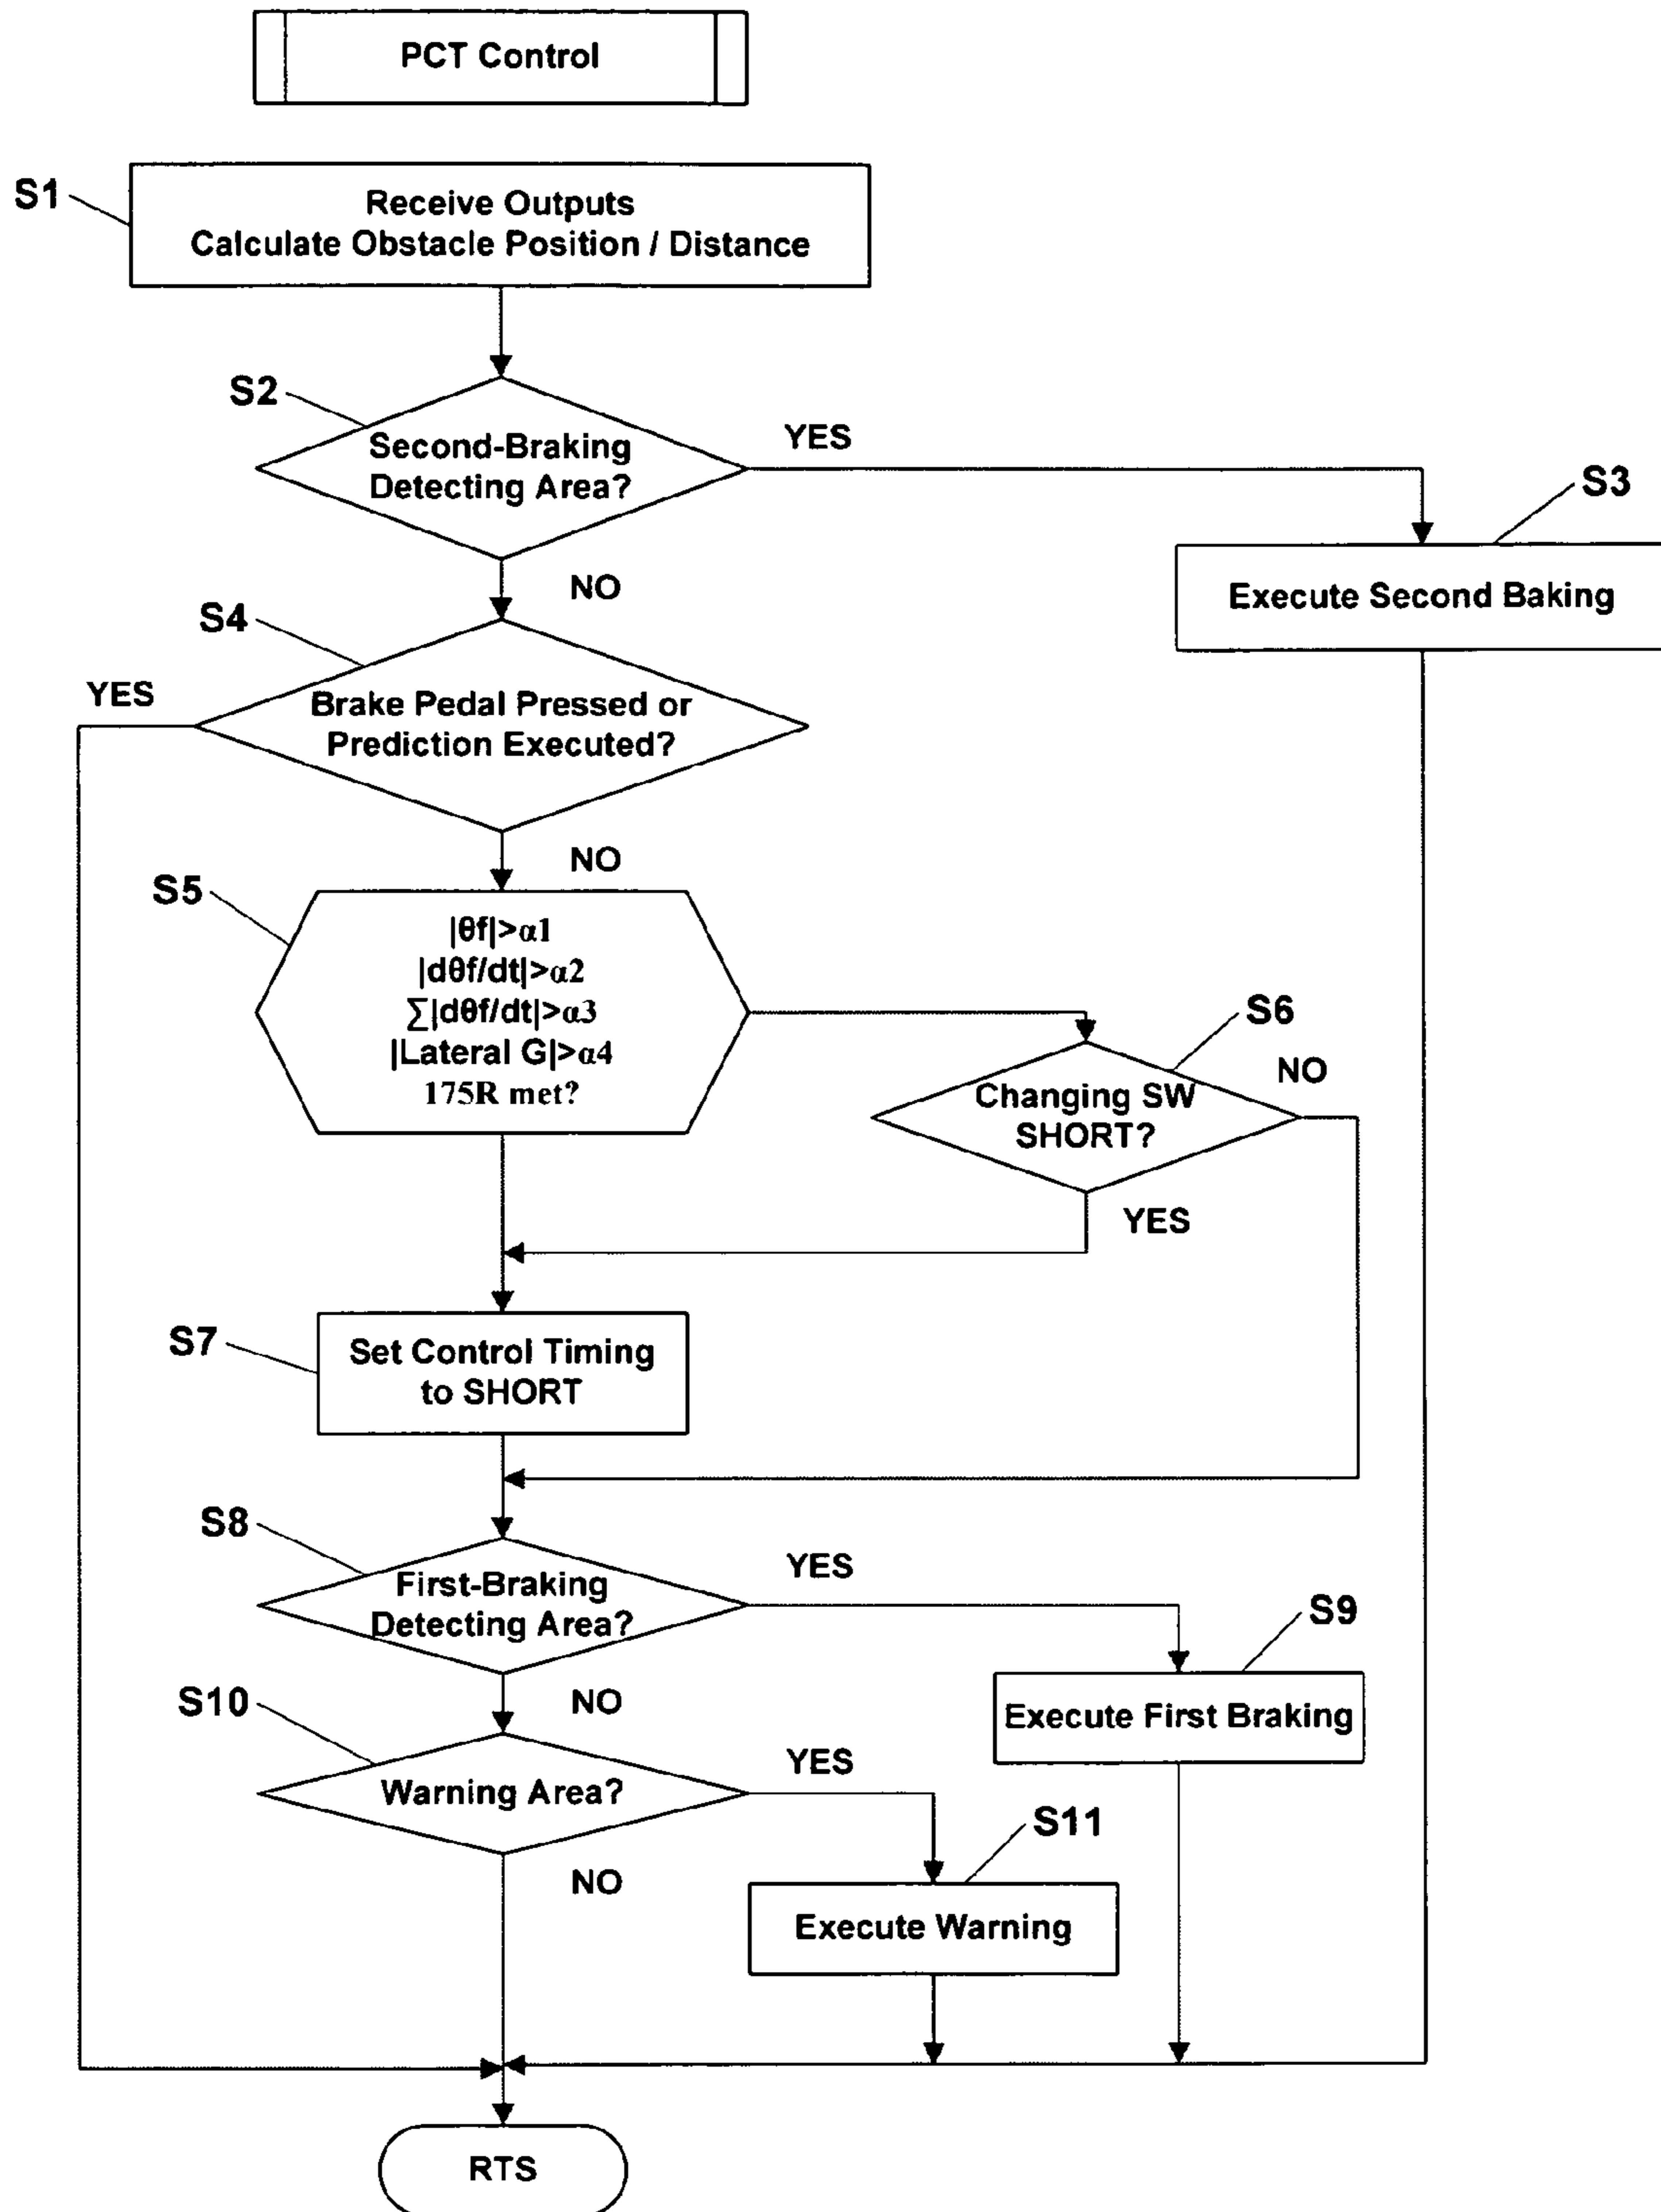 PCT Control
S1
Receive Outputs
Calculate Obstacle Position / Distance
S2
Second-Braking
Detecting Area?
YES
NO
S3
Execute Second Baking
S4
YES
Brake Pedal Pressed or
Prediction Executed?
NO
S5
|θf|>α1
|dθf/dt|>α2
∑|dθf/dt|>α3
|Lateral G|>α4
175R met?
S6
NO
Changing SW
SHORT?
YES
S7
Set Control Timing
to SHORT
S8
First-Braking
Detecting Area?
YES
NO
S9
Execute First Braking
S10
Warning Area?
YES
NO
S11
Execute Warning
RTS